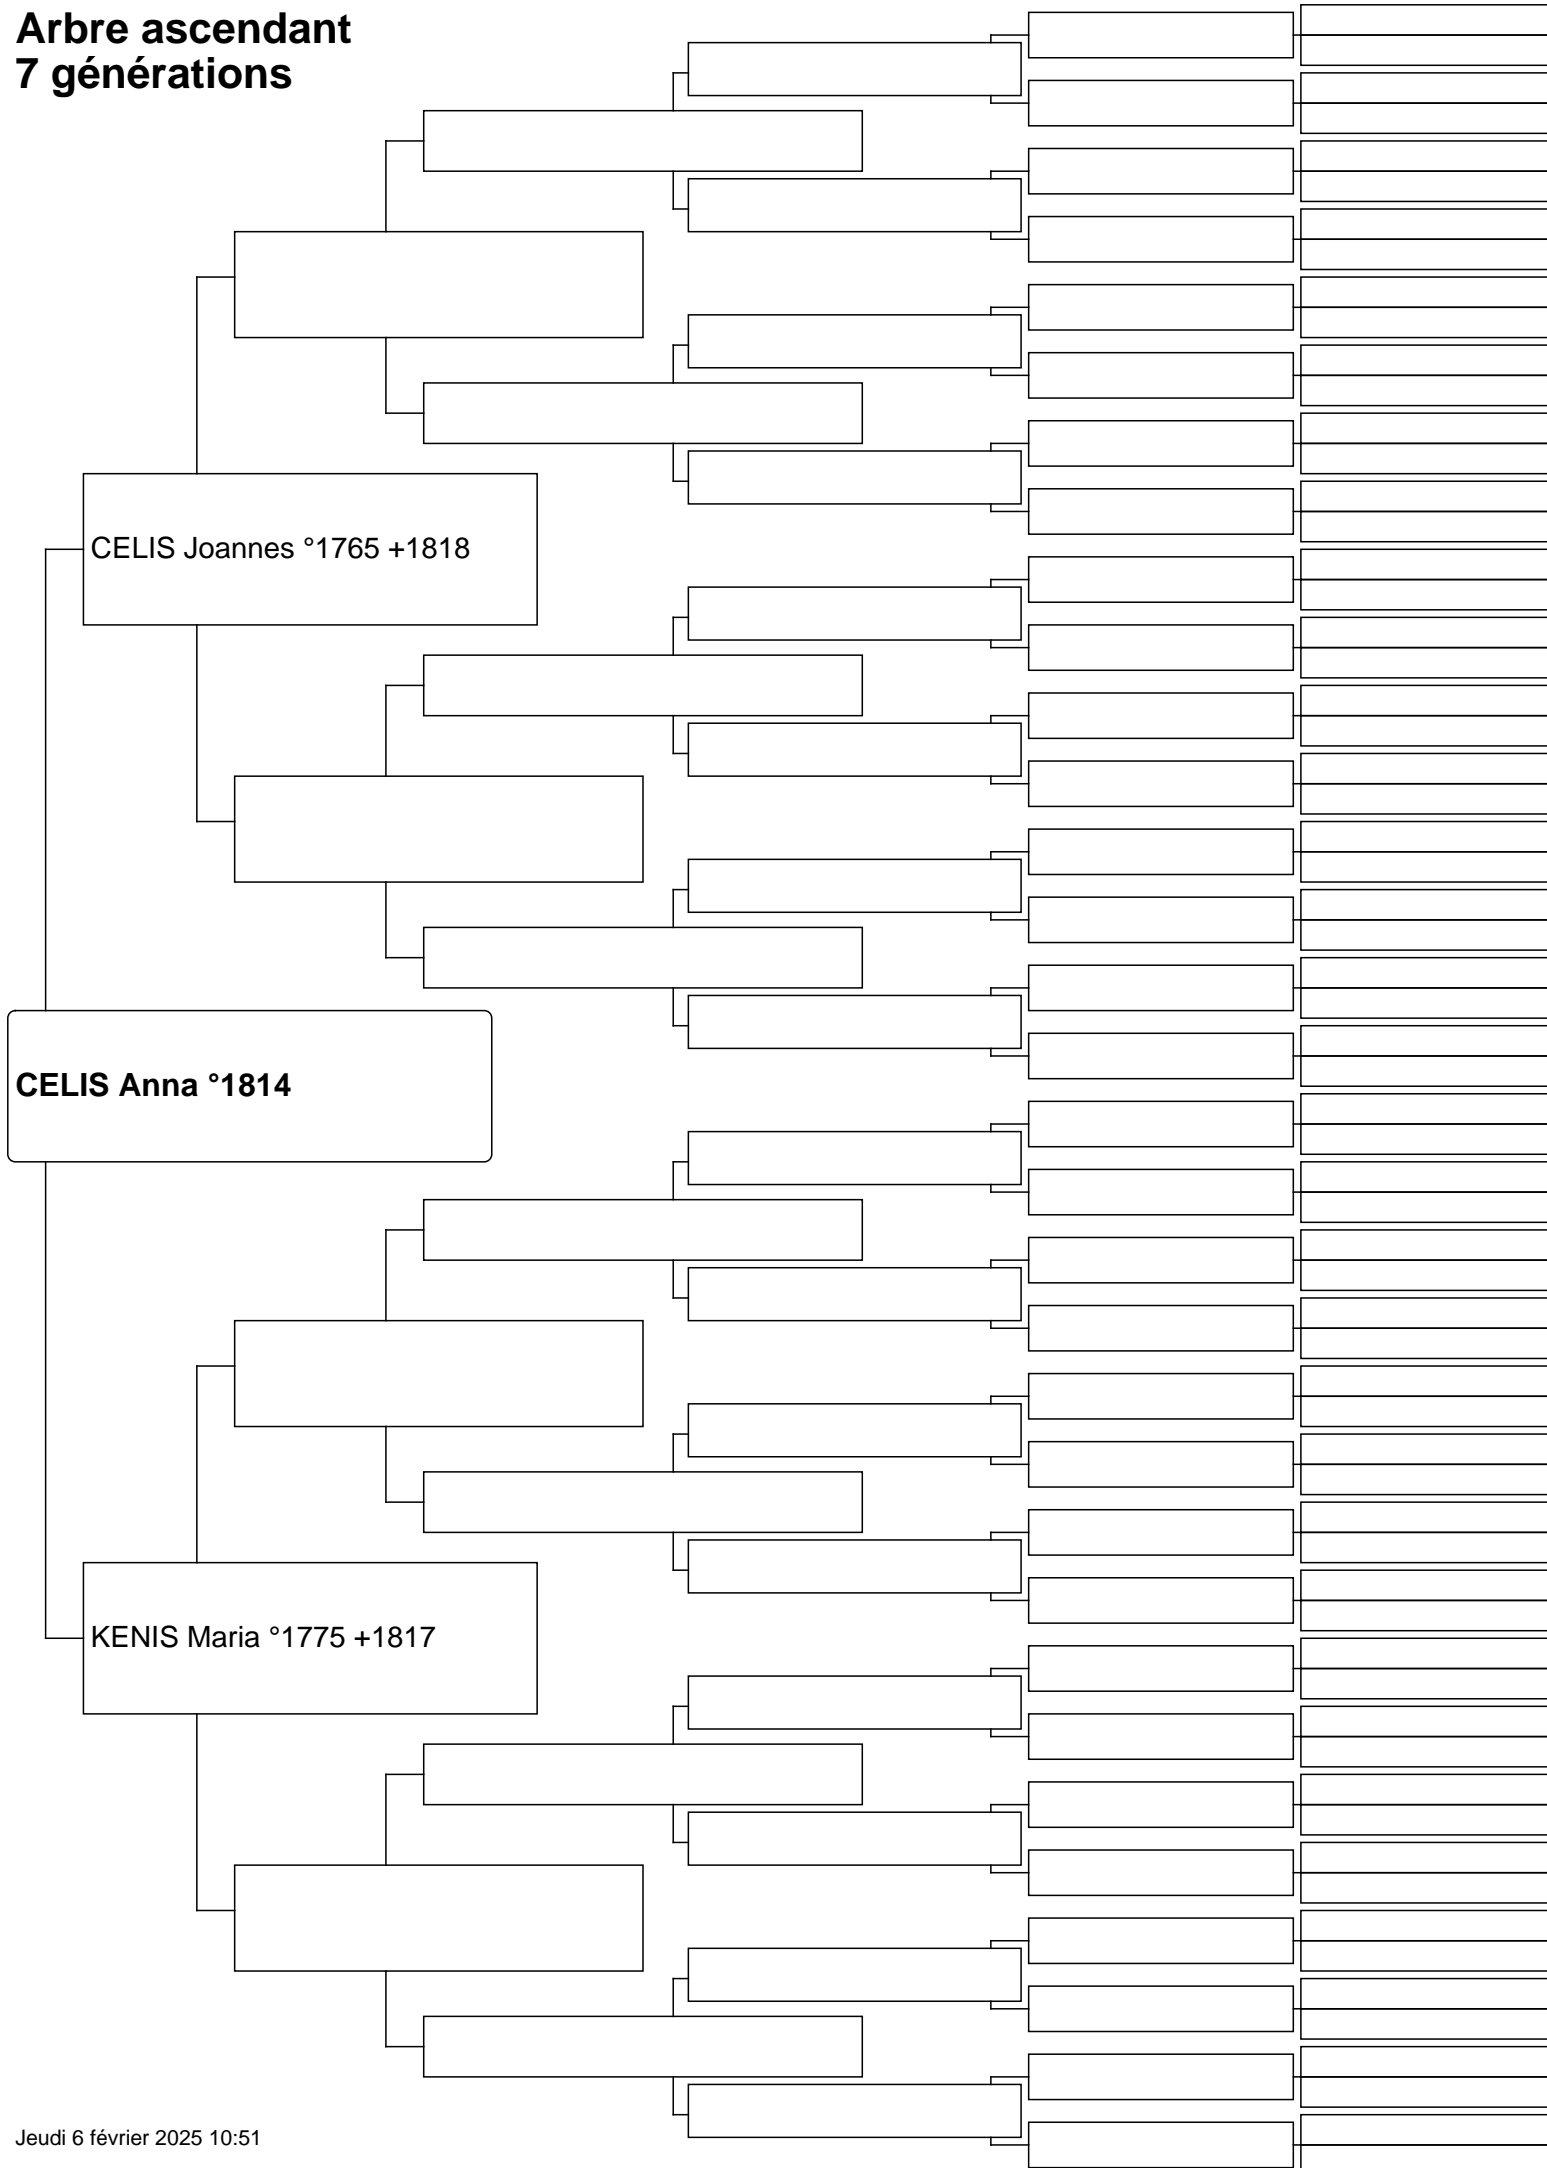 Arbre ascendant
7 générations
CELIS Joannes °1765 +1818
CELIS Anna °1814
KENIS Maria °1775 +1817
Jeudi 6 février 2025 10:51